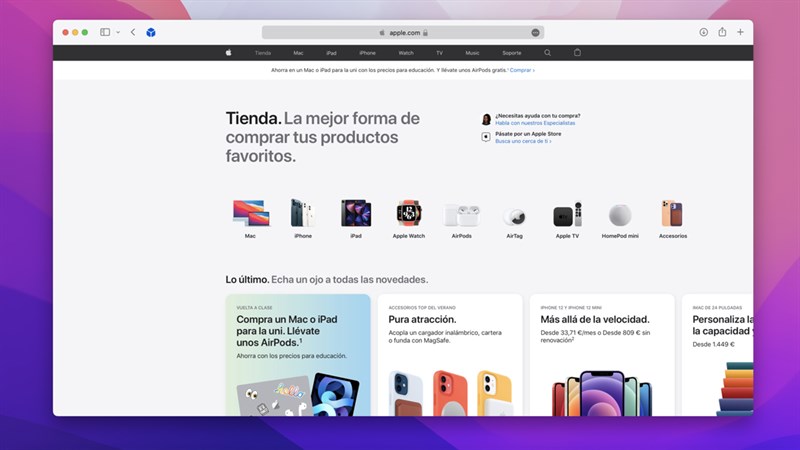 apple.com
Tienda Mac iPad iPhone Watch TV Music Soporte
Ahorra en un Mac o iPad para la uni con los precios para educación. Y llévate unos AirPods gratis.¹ Comprar ›
Tienda. La mejor forma de
comprar tus productos
favoritos.
¿Necesitas ayuda con tu compra?
Habla con nuestros Especialistas
Pásate por un Apple Store
Busca uno cerca de ti ›
Mac
iPhone
iPad
Apple Watch
AirPods
AirTag
Apple TV
HomePod mini
Accesorios
Lo último. Echa un ojo a todas las novedades.
VUELTA A CLASE
Compra un Mac o iPad
para la uni. Llévate
unos AirPods.¹
Ahorra con los precios para educación.
ACCESORIOS TOP DEL VERANO
Pura atracción.
Acopla un cargador inalámbrico, cartera
o funda con MagSafe.
IPHONE 12 Y IPHONE 12 MINI
Más allá de la velocidad.
Desde 33,71 €/mes o Desde 809 € sin
renovación²
IMAC DE 24 PULGADAS
Personaliza la
la capacidad y
Desde 1.449 €